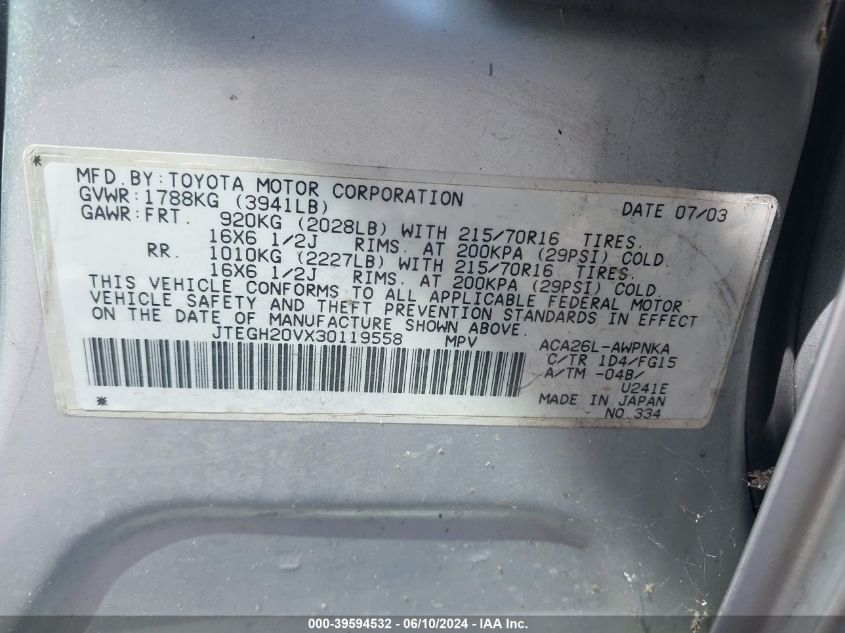 MFD. BY: TOYOTA MOTOR CORPORATION DATE 07/03
GVWR: 1788KG (3941LB)
GAWR: FRT. 920KG (2028LB) WITH 215/70R16 TIRES.
16X6 1/2J RIMS. AT 200KPA (29PSI) COLD.
RR. 1010KG (2227LB) WITH 215/70R16 TIRES.
16X6 1/2J RIMS. AT 200KPA (29PSI) COLD.
THIS VEHICLE CONFORMS TO ALL APPLICABLE FEDERAL MOTOR
VEHICLE SAFETY AND THEFT PREVENTION STANDARDS IN EFFECT
ON THE DATE OF MANUFACTURE SHOWN ABOVE.
JTEGH20VX30119558 MPV
ACA26L-AWPNKA
C/TR 1D4/FG15
A/TM -04B/
U241E
MADE IN JAPAN
NO.334
000-39594532 - 06/10/2024 - IAA Inc.